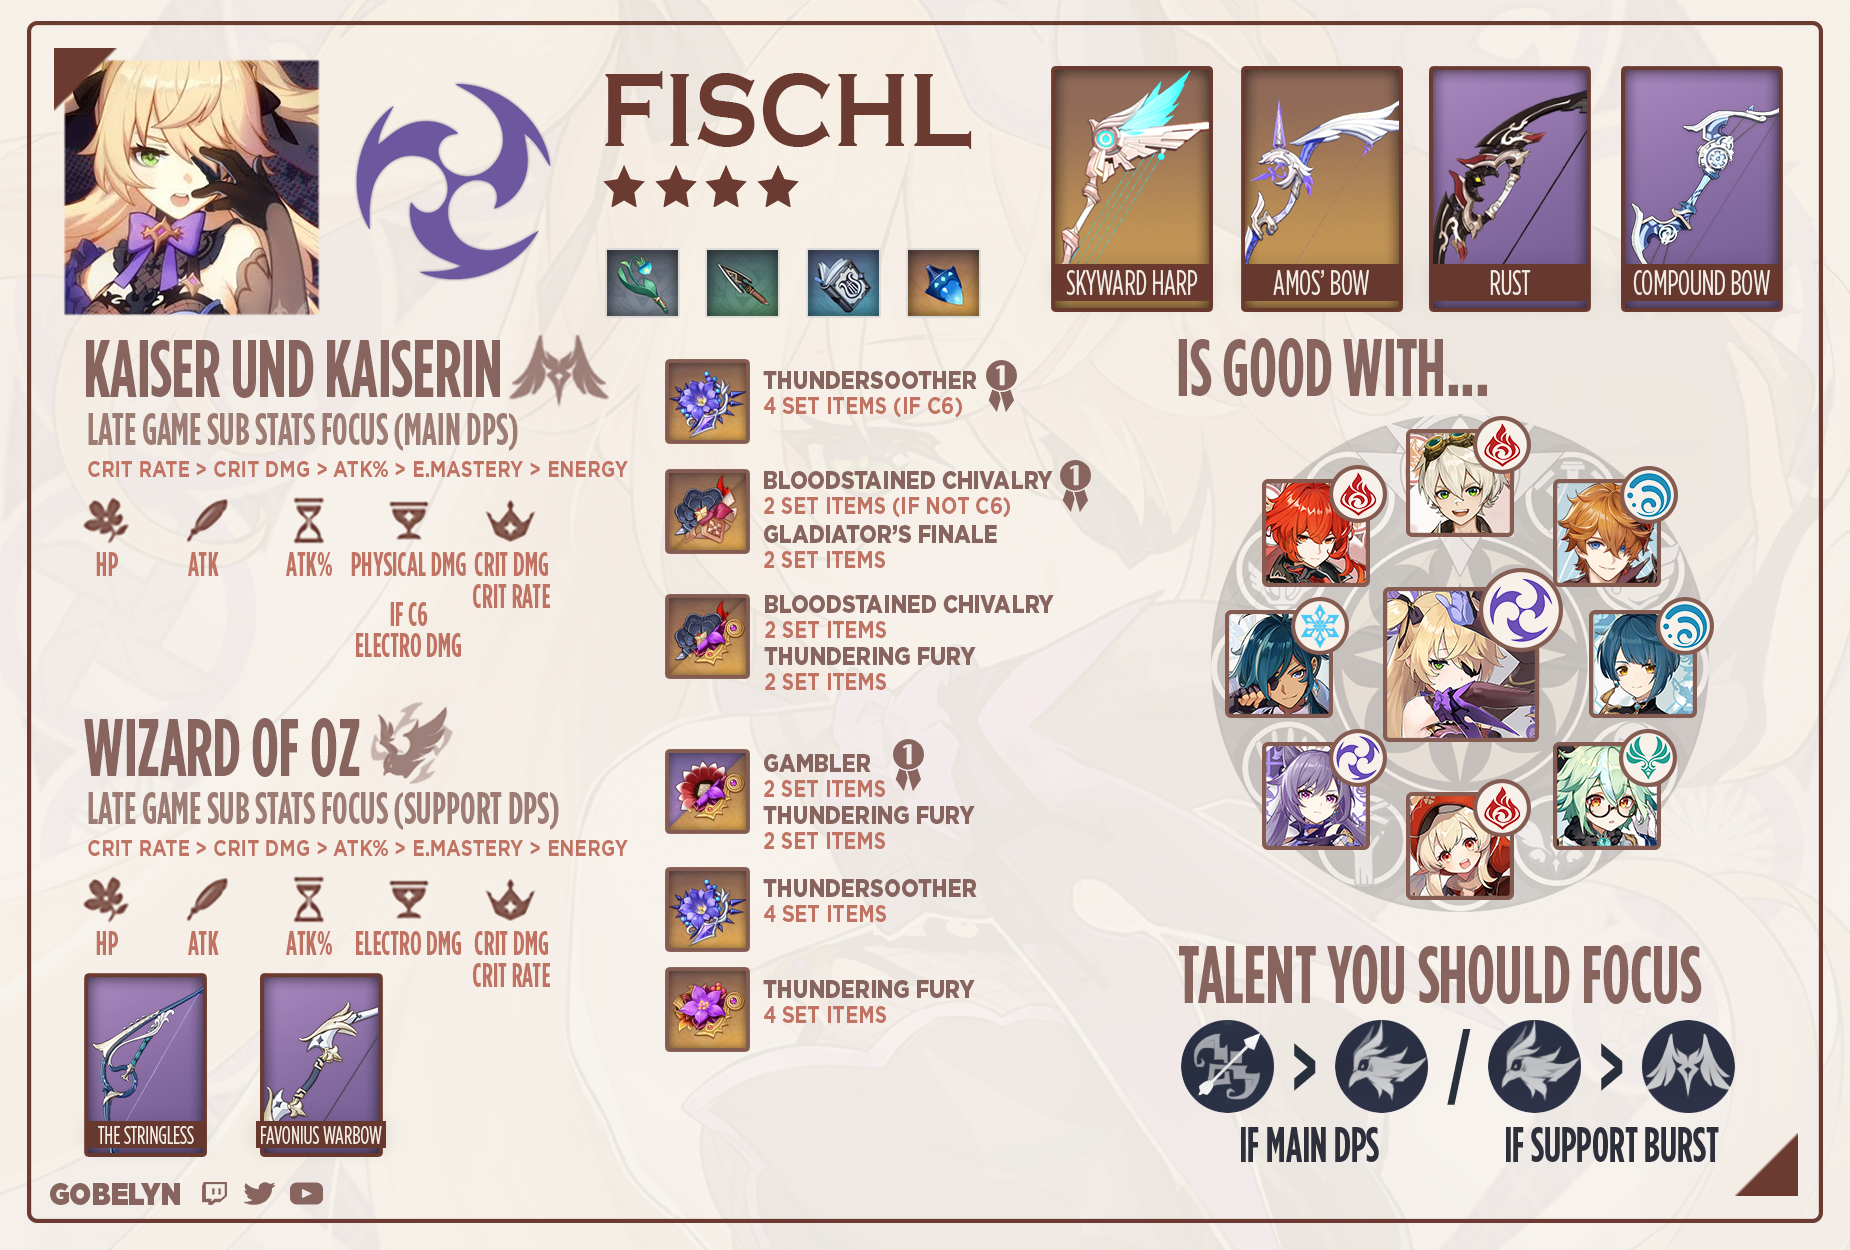 FISCHL
SKYWARD HARP
AMOS' BOW
RUST
COMPOUND BOW
KAISER UND KAISERIN
LATE GAME SUB STATS FOCUS (MAIN DPS)
CRIT RATE > CRIT DMG > ATK% > E.MASTERY > ENERGY
HP
ATK
ATK%
PHYSICAL DMG
IF C6
ELECTRO DMG
CRIT DMG
CRIT RATE
THUNDERSOOTHER
1
4 SET ITEMS (IF C6)
BLOODSTAINED CHIVALRY
1
2 SET ITEMS (IF NOT C6)
GLADIATOR'S FINALE
2 SET ITEMS
BLOODSTAINED CHIVALRY
2 SET ITEMS
THUNDERING FURY
2 SET ITEMS
WIZARD OF OZ
LATE GAME SUB STATS FOCUS (SUPPORT DPS)
CRIT RATE > CRIT DMG > ATK% > E.MASTERY > ENERGY
HP
ATK
ATK%
ELECTRO DMG
CRIT DMG
CRIT RATE
THE STRINGLESS
FAVONIUS WARBOW
GAMBLER
1
2 SET ITEMS
THUNDERING FURY
2 SET ITEMS
THUNDERSOOTHER
4 SET ITEMS
THUNDERING FURY
4 SET ITEMS
IS GOOD WITH...
TALENT YOU SHOULD FOCUS
> / >
IF MAIN DPS
IF SUPPORT BURST
GOBELYN